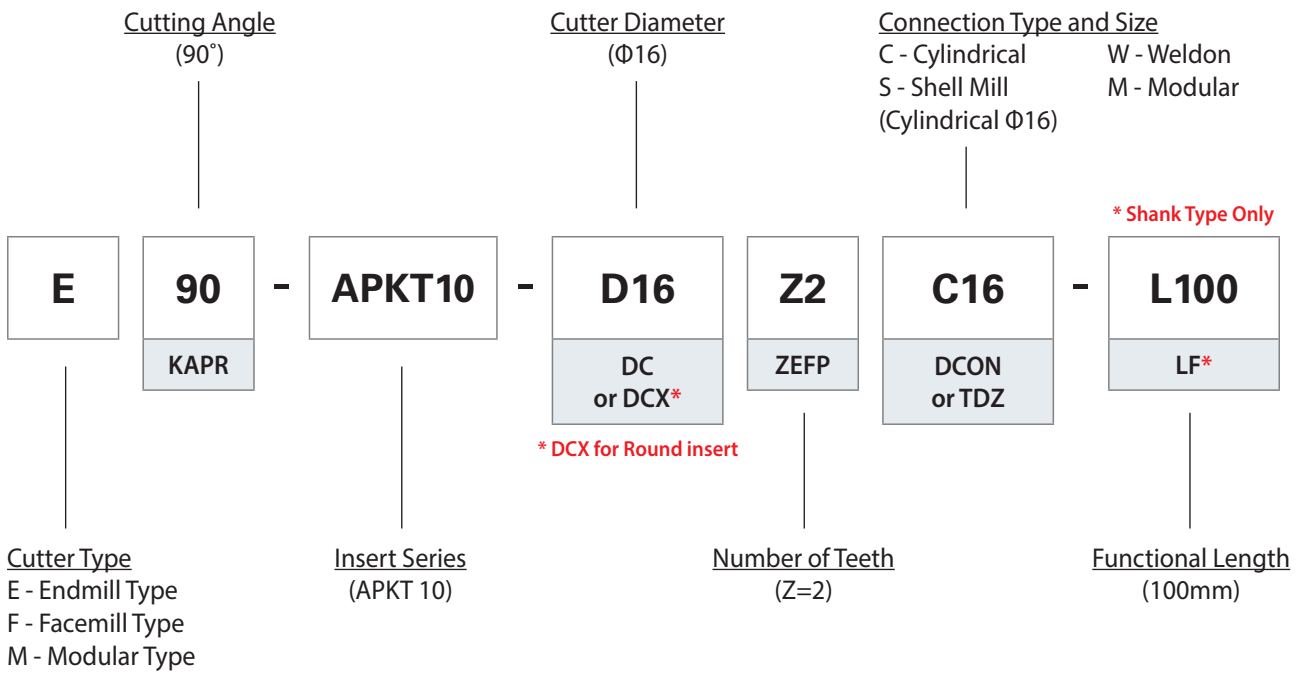 Cutting Angle
(90˚)
Cutter Diameter
(Φ16)
Connection Type and Size
C - Cylindrical W - Weldon
S - Shell Mill M - Modular
(Cylindrical Φ16)
* Shank Type Only
E 90 - APKT10 - D16 Z2 C16 - L100
KAPR DC ZEFP DCON LF*
or DCX* or TDZ
* DCX for Round insert
Cutter Type
E - Endmill Type
F - Facemill Type
M - Modular Type
Insert Series
(APKT 10)
Number of Teeth
(Z=2)
Functional Length
(100mm)